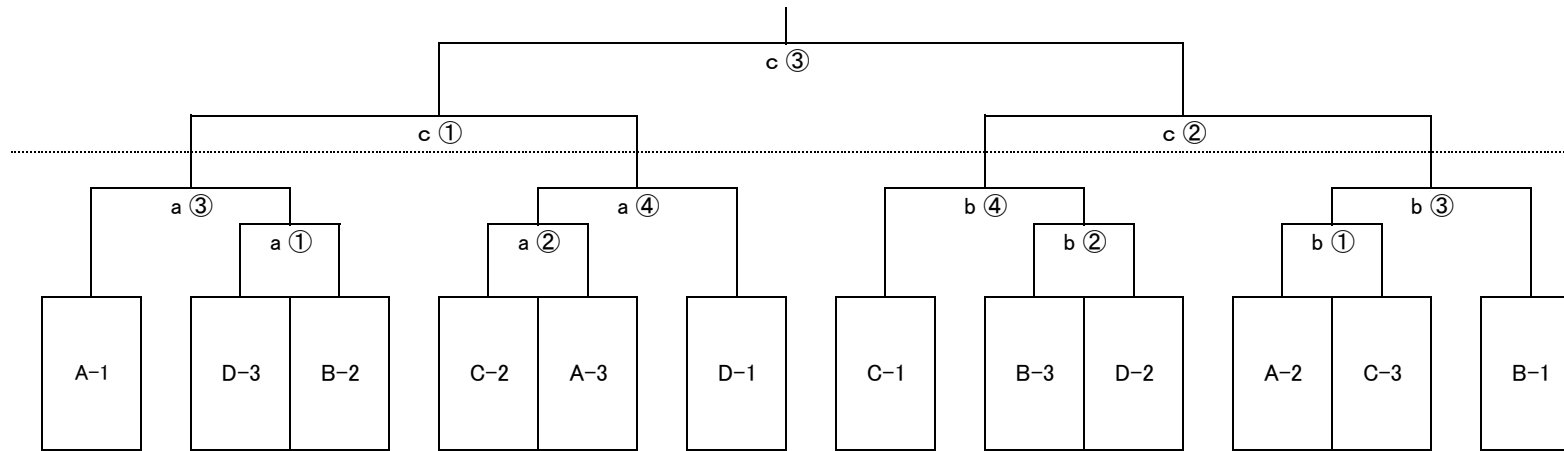 c ③
c ① c ②
a ③ a ④ b ④ b ③
a ① a ② b ② b ①
A-1 D-3 B-2 C-2 A-3 D-1 C-1 B-3 D-2 A-2 C-3 B-1